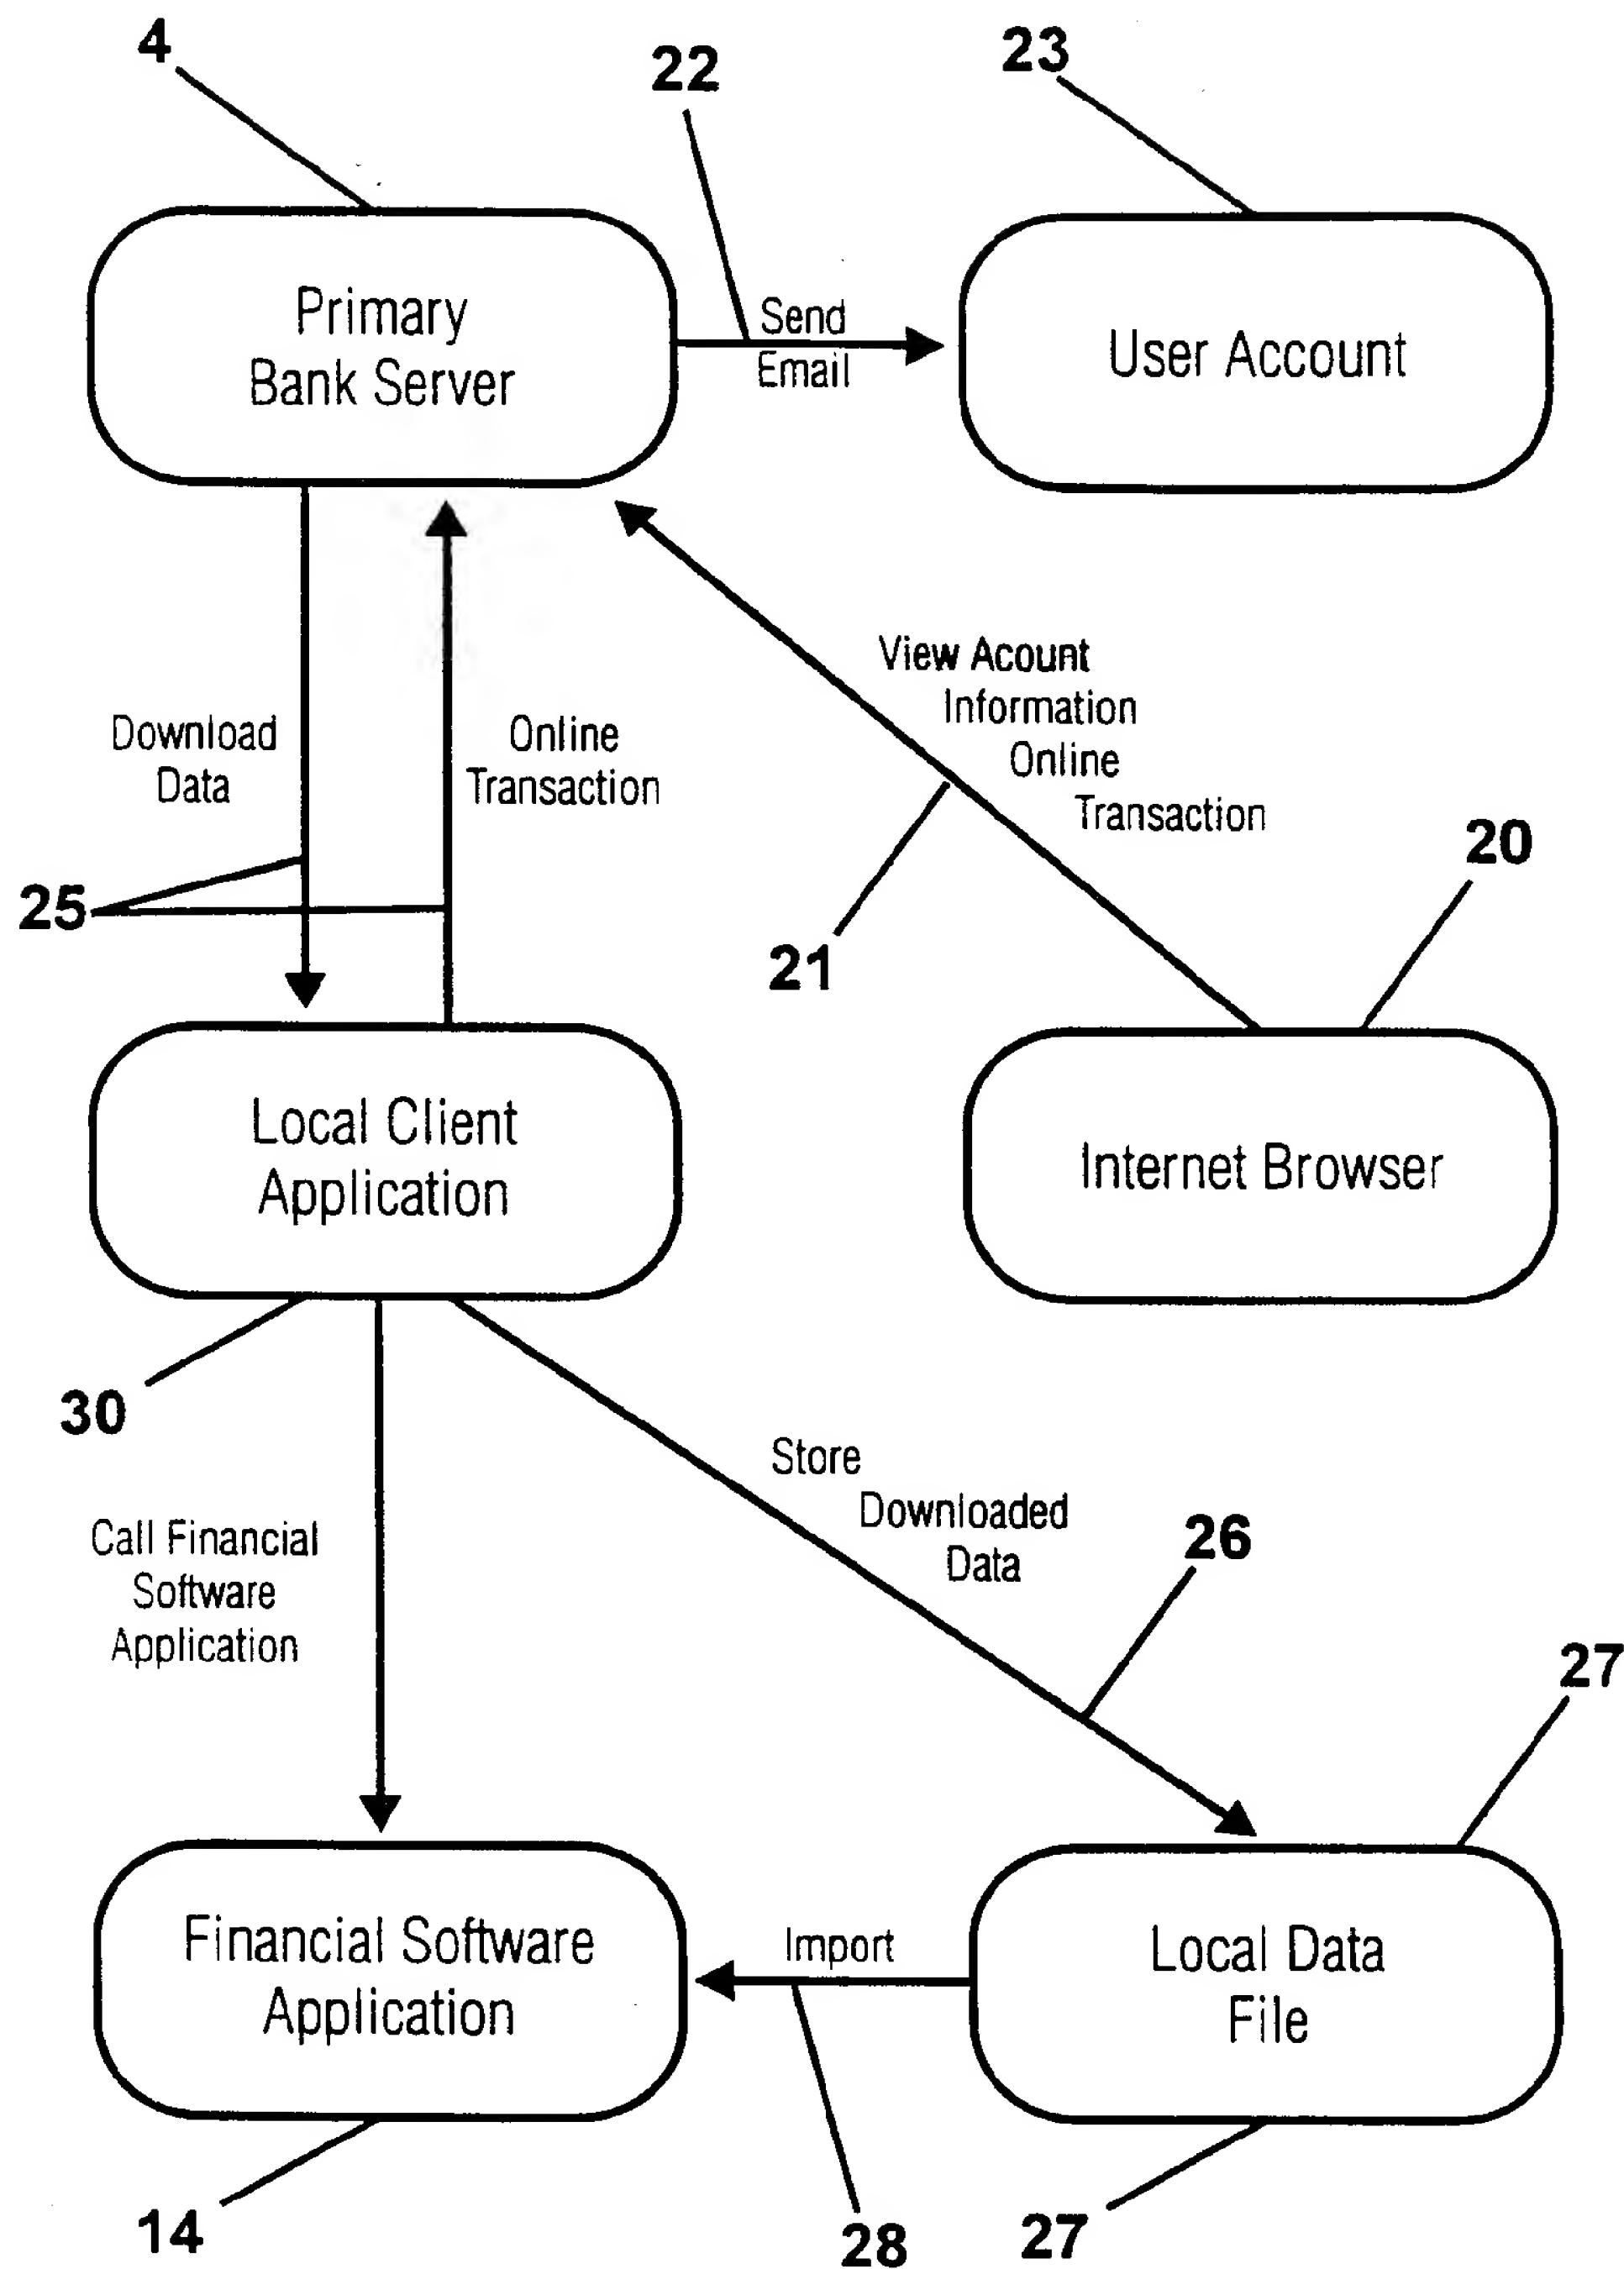 4
22
23
Primary
Bank Server
Send
Email
User Account
Download
Data
Online
Transaction
View Acount
Information
Online
Transaction
25
21
20
Local Client
Application
Internet Browser
30
Call Financial
Software
Application
Store
Downloaded
Data
26
27
Financial Software
Application
Import
Local Data
File
14
28
27